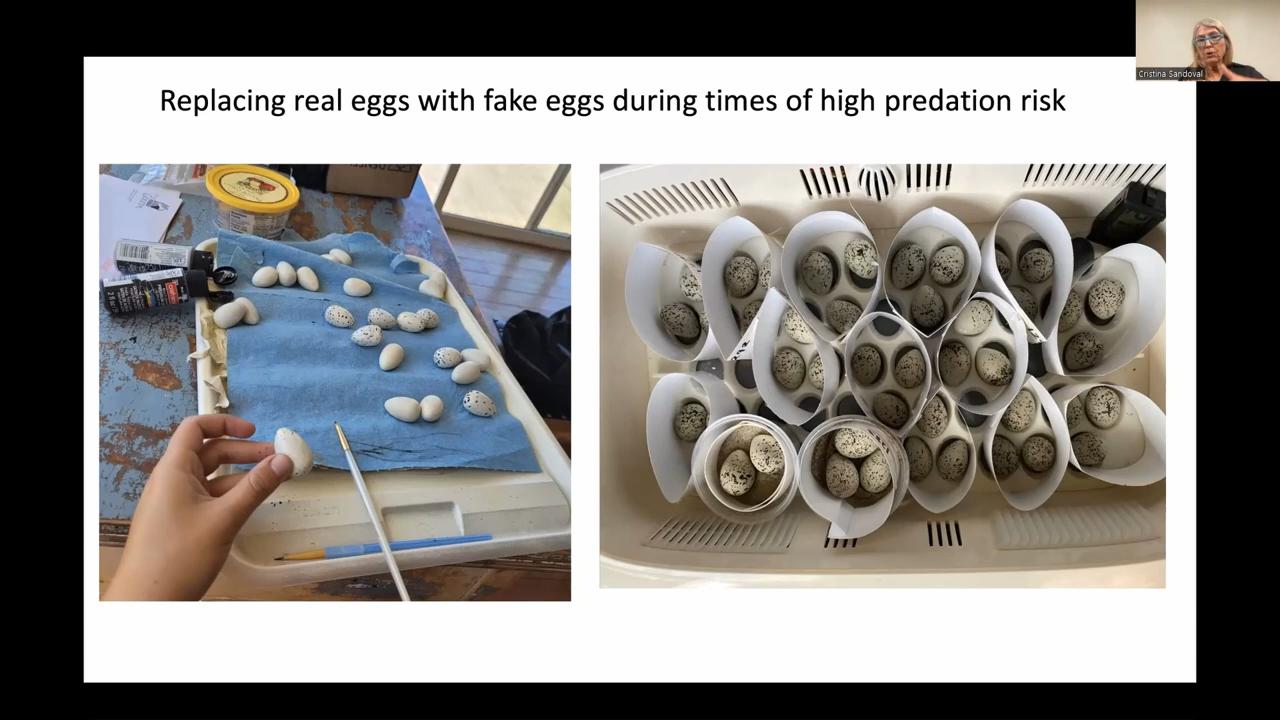 Cristina Sandoval
Replacing real eggs with fake eggs during times of high predation risk